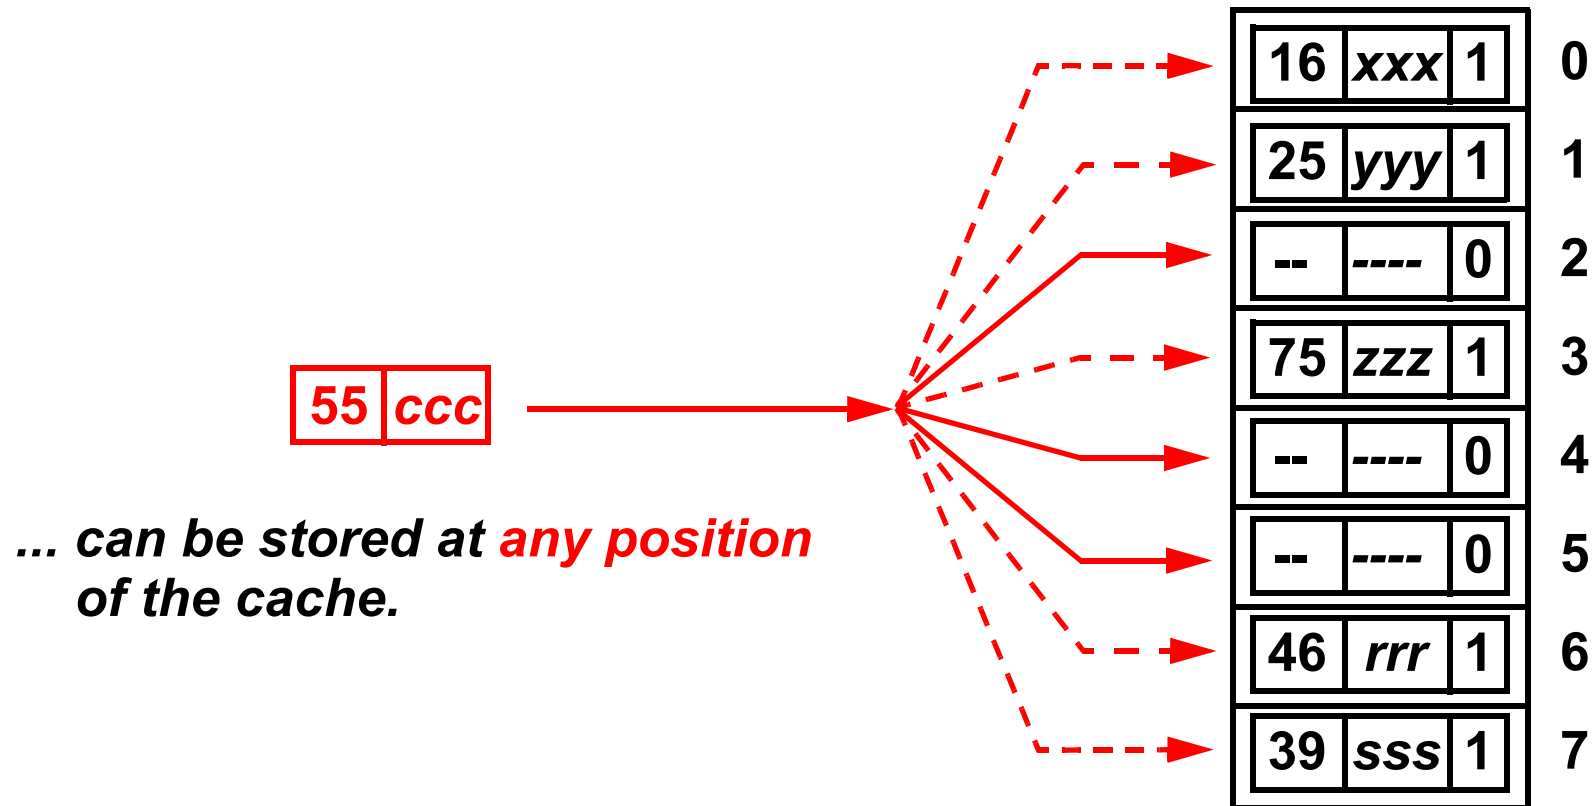 16 xxx 1 0
25 yyy 1 1
-- ---- 0 2
75 zzz 1 3
55 ccc
-- ---- 0 4
... can be stored at any position
of the cache.
-- ---- 0 5
46 rrr 1 6
39 sss 1 7